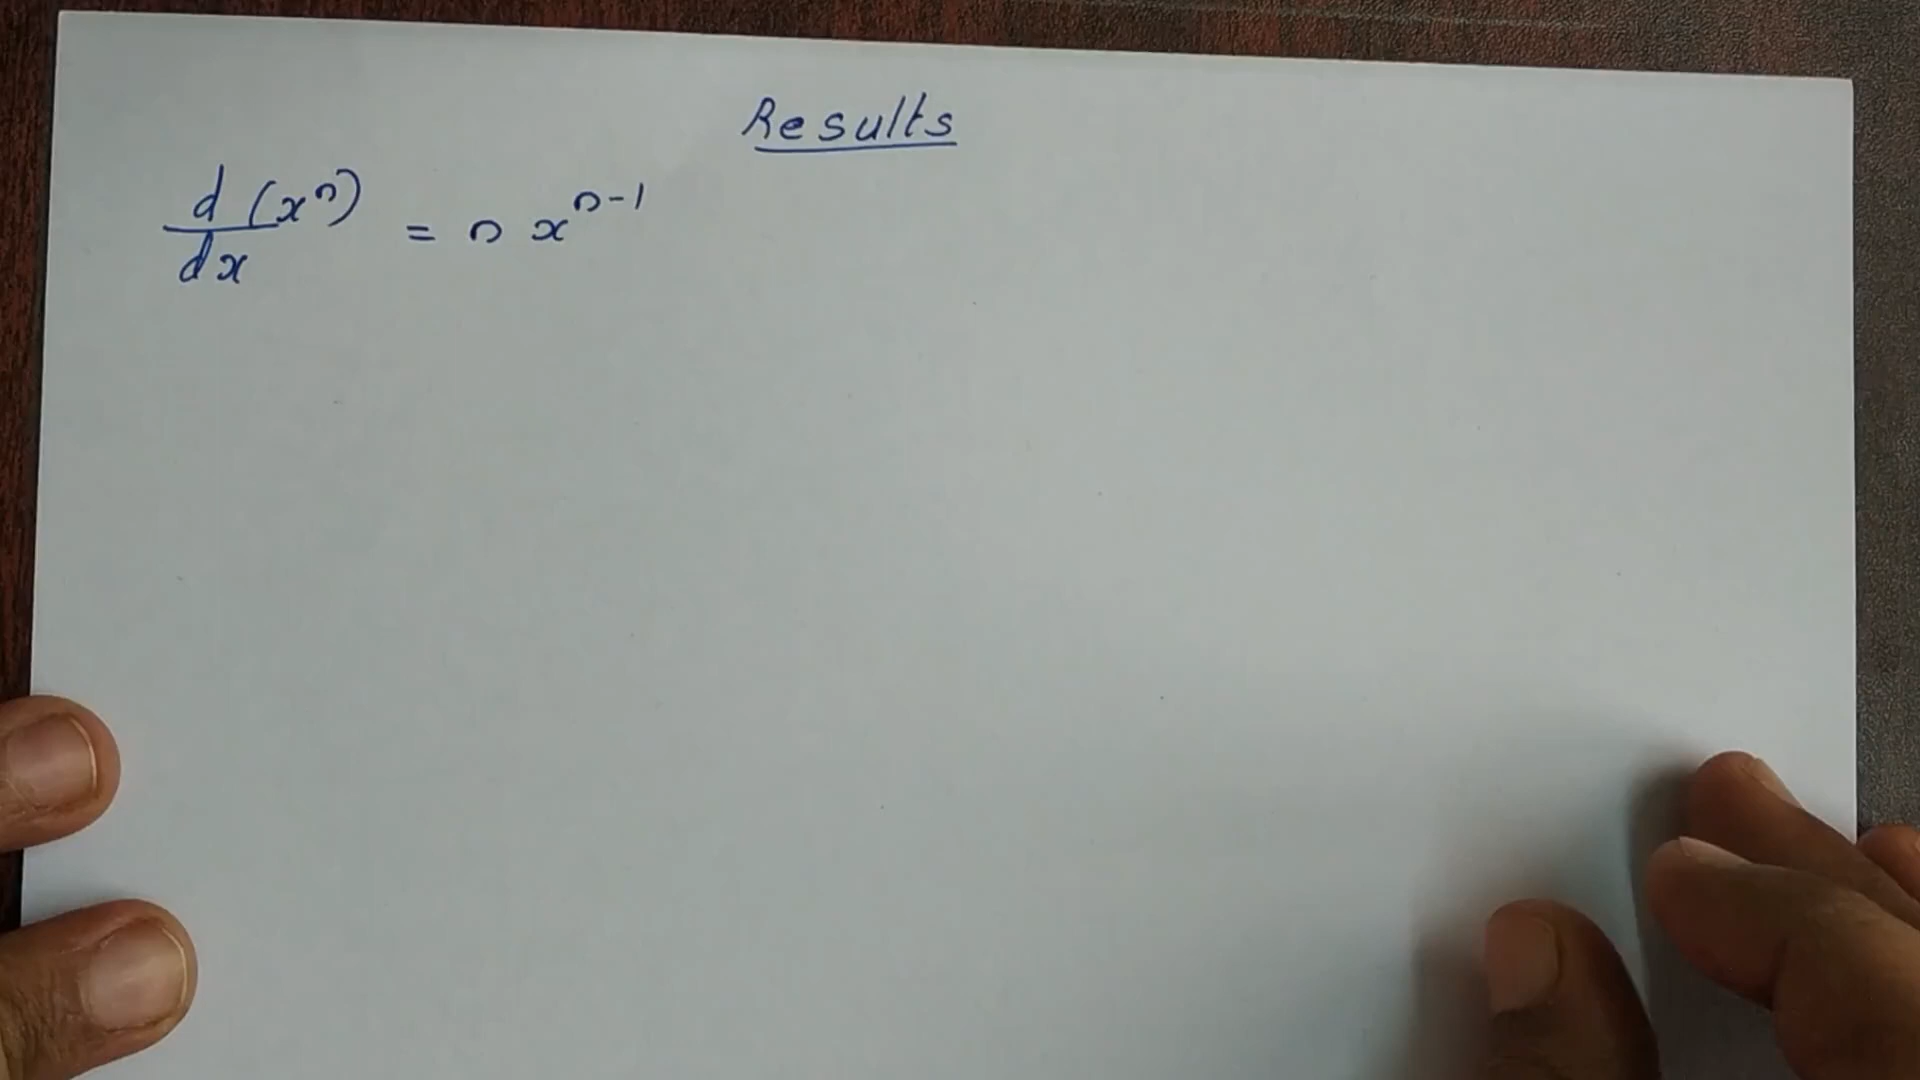 Results
d/dx (xⁿ) = n xⁿ⁻¹